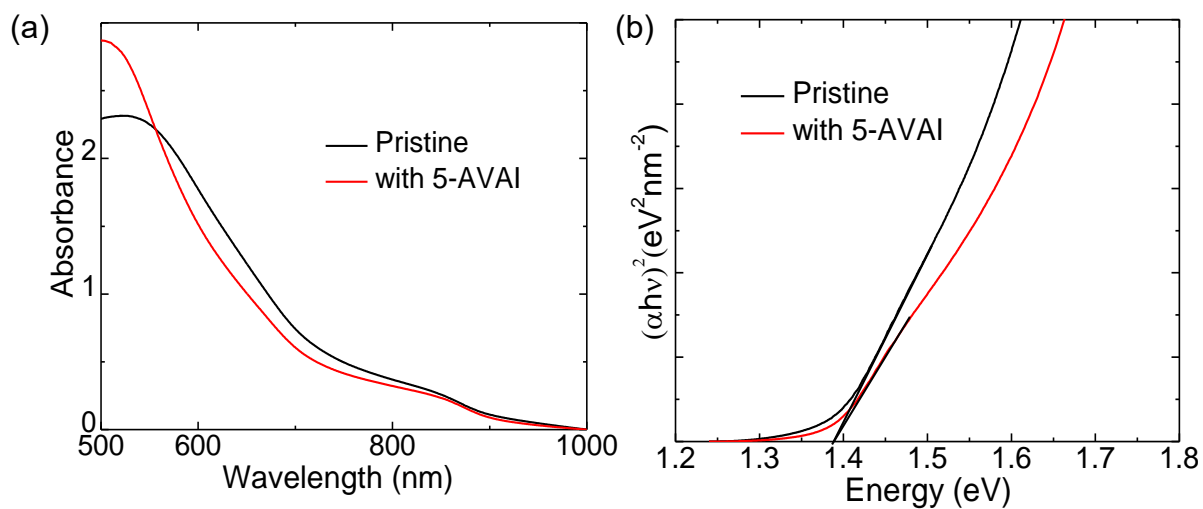 (a)
Absorbance
2
1
0
Pristine
with 5-AVAI
500
600
800
1000
Wavelength (nm)
(b)
(αhν)²(eV²nm⁻²)
Pristine
with 5-AVAI
1.2
1.3
1.4
1.5
1.6
1.7
1.8
Energy (eV)